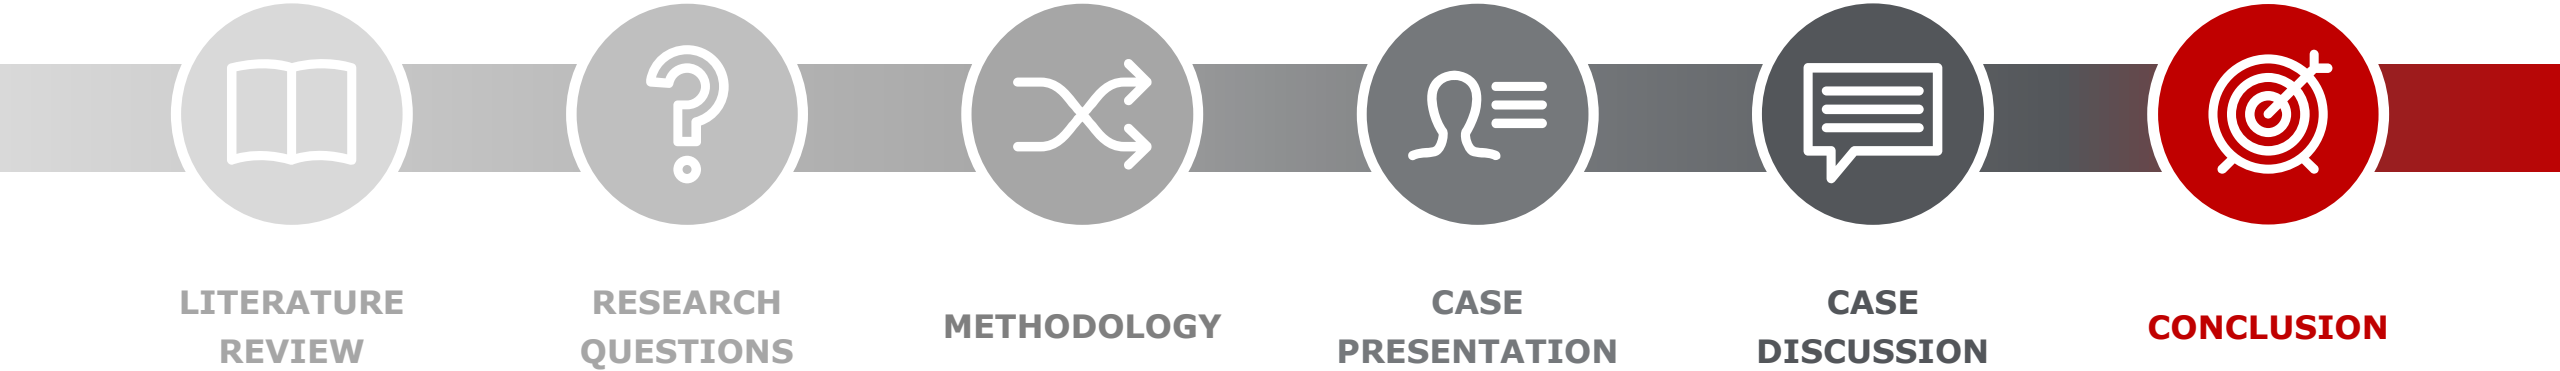 LITERATURE
REVIEW
RESEARCH
QUESTIONS
METHODOLOGY
CASE
PRESENTATION
CASE
DISCUSSION
CONCLUSION